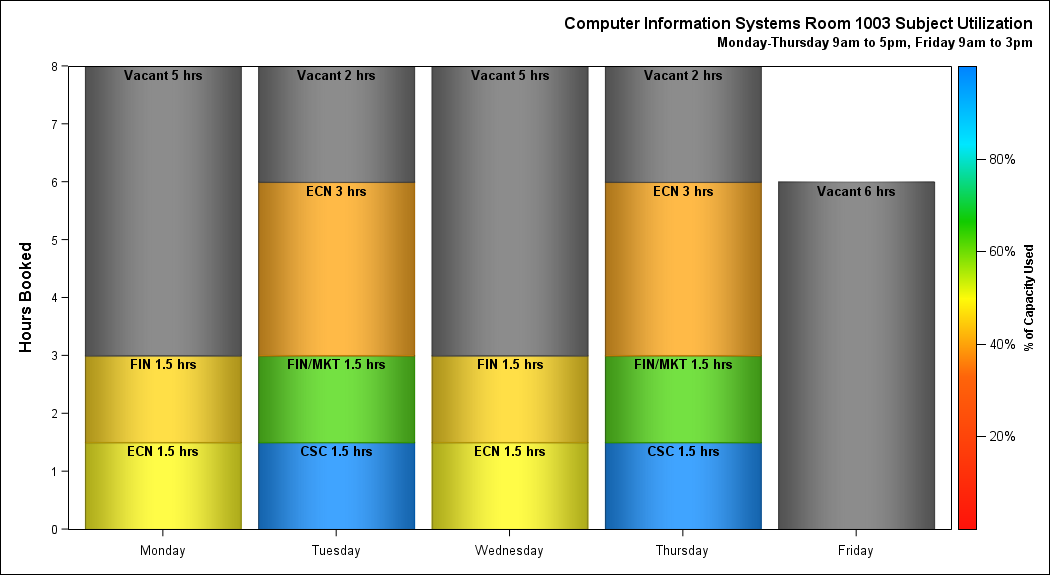 Computer Information Systems Room 1003 Subject Utilization
Monday-Thursday 9am to 5pm, Friday 9am to 3pm
Hours Booked
8
7
6
5
4
3
2
1
0
Vacant 5 hrs
FIN 1.5 hrs
ECN 1.5 hrs
Vacant 2 hrs
ECN 3 hrs
FIN/MKT 1.5 hrs
CSC 1.5 hrs
Vacant 5 hrs
FIN 1.5 hrs
ECN 1.5 hrs
Vacant 2 hrs
ECN 3 hrs
FIN/MKT 1.5 hrs
CSC 1.5 hrs
Vacant 6 hrs
Monday
Tuesday
Wednesday
Thursday
Friday
80%
60%
40%
20%
% of Capacity Used